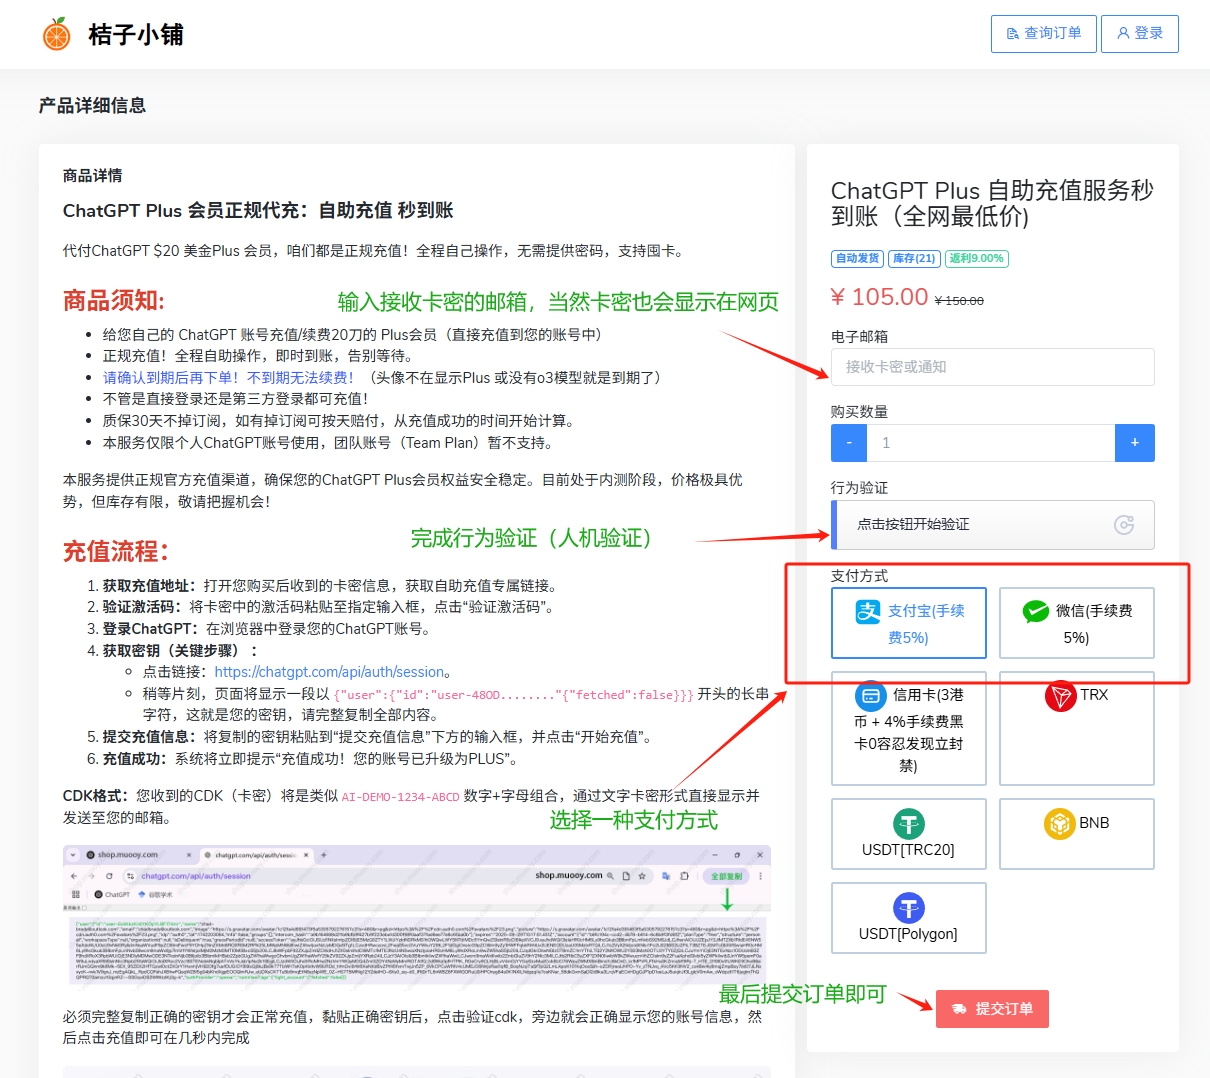 桔子小铺
查询订单
登录
产品详细信息
商品详情
ChatGPT Plus 会员正规代充：自助充值 秒到账
代付ChatGPT $20 美金Plus 会员，咱们都是正规充值！全程自己操作，无需提供密码，支持囤卡。
商品须知:
输入接收卡密的邮箱，当然卡密也会显示在网页
给您自己的 ChatGPT 账号充值/续费20刀的 Plus会员（直接充值到您的账号中）
正规充值！全程自助操作，即时到账，告别等待。
请确认到期后再下单！不到期无法续费！（头像不在显示Plus 或没有o3模型就是到期了）
不管是直接登录还是第三方登录都可充值！
质保30天不掉订阅，如有掉订阅可按天赔付，从充值成功的时间开始计算。
本服务仅限个人ChatGPT账号使用，团队账号（Team Plan）暂不支持。
本服务提供正规官方充值渠道，确保您的ChatGPT Plus会员权益安全稳定。目前处于内测阶段，价格极具优
势，但库存有限，敬请把握机会！
完成行为验证（人机验证）
充值流程：
1. 获取充值地址：打开您购买后收到的卡密信息，获取自助充值专属链接。
2. 验证激活码：将卡密中的激活码粘贴至指定输入框，点击“验证激活码”。
3. 登录ChatGPT：在浏览器中登录您的ChatGPT账号。
4. 获取密钥（关键步骤）：
点击链接：https://chatgpt.com/api/auth/session。
稍等片刻，页面将显示一段以 {"user":{"id":"user-48OD........"{"fetched":false}}} 开头的长串
字符，这就是您的密钥，请完整复制全部内容。
5. 提交充值信息：将复制的密钥粘贴到“提交充值信息”下方的输入框，并点击“开始充值”。
6. 充值成功：系统将立即提示“充值成功！您的账号已升级为PLUS”。
CDK格式：您收到的CDK（卡密）将是类似 AI-DEMO-1234-ABCD 数字+字母组合，通过文字卡密形式直接显示并
发送至您的邮箱。
选择一种支付方式
shop.muooy.com
chatgpt.com/api/auth/sessi
chatgpt.com/api/auth/session
shop.muooy.com
全部复制
ChatGPT
谷歌学术
必须完整复制正确的密钥才会正常充值，黏贴正确密钥后，点击验证cdk，旁边就会正确显示您的账号信息，然
后点击充值即可在几秒内完成
ChatGPT Plus 自助充值服务秒
到账（全网最低价)
自动发货 库存(21) 返利9.00%
¥ 105.00 ¥ 150.00
电子邮箱
接收卡密或通知
购买数量
- 1 +
行为验证
点击按钮开始验证
支付方式
支付宝(手续
费5%)
微信(手续费
5%)
信用卡(3港
币 + 4%手续费黑
卡0容忍发现立封
禁)
TRX
USDT[TRC20]
BNB
USDT[Polygon]
最后提交订单即可
提交订单